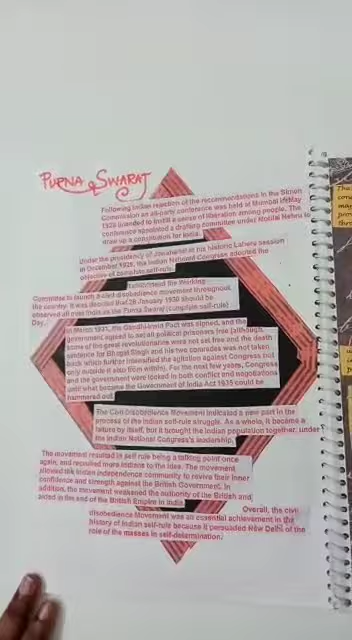 PURNA SWARAJ
Following Indian rejection of the recommendations in the Simon
Commission an all-party conference was held at Mumbai in May
1928 intended to instill a sense of liberation among people. The
conference appointed a drafting committee under Motilal Nehru to
draw up a constitution for India.
Under the presidency of Jawaharlal his historic Lahore session
in December 1929, the Indian National Congress adopted the
objective of complete self-rule.
the Working
Committee to launch a civil disobedience movement throughout
the country. It was decided that 26 January 1930 should be
observed all over India as the Purna Swaraj (complete self-rule)
Day.
In March 1931, the Gandhi-Irwin Pact was signed, and the
government agreed to set all political prisoners free (although,
some of the great revolutionaries were not set free and the death
sentence for Bhagat Singh and his two comrades was not taken
back which further intensified the agitation against Congress not
only outside it also from within). For the next few years, Congress
and the government were locked in both conflict and negotiations
until what became the Government of India Act 1935 could be
hammered out.
The Civil Disobedience Movement indicated a new part in the
process of the Indian self-rule struggle. As a whole, it became a
failure by itself, but it brought the Indian population together, under
the Indian National Congress's leadership.
The movement resulted in self rule being a talking point once
again, and recruited more Indians to the idea. The movement
allowed the Indian independence community to revive their inner
confidence and strength against the British Government. In
addition, the movement weakened the authority of the British and
aided in the end of the British Empire in India
Overall, the civil
disobedience Movement was an essential achievement in the
history of Indian self-rule because it persuaded New Delhi of the
role of the masses in self-determination.